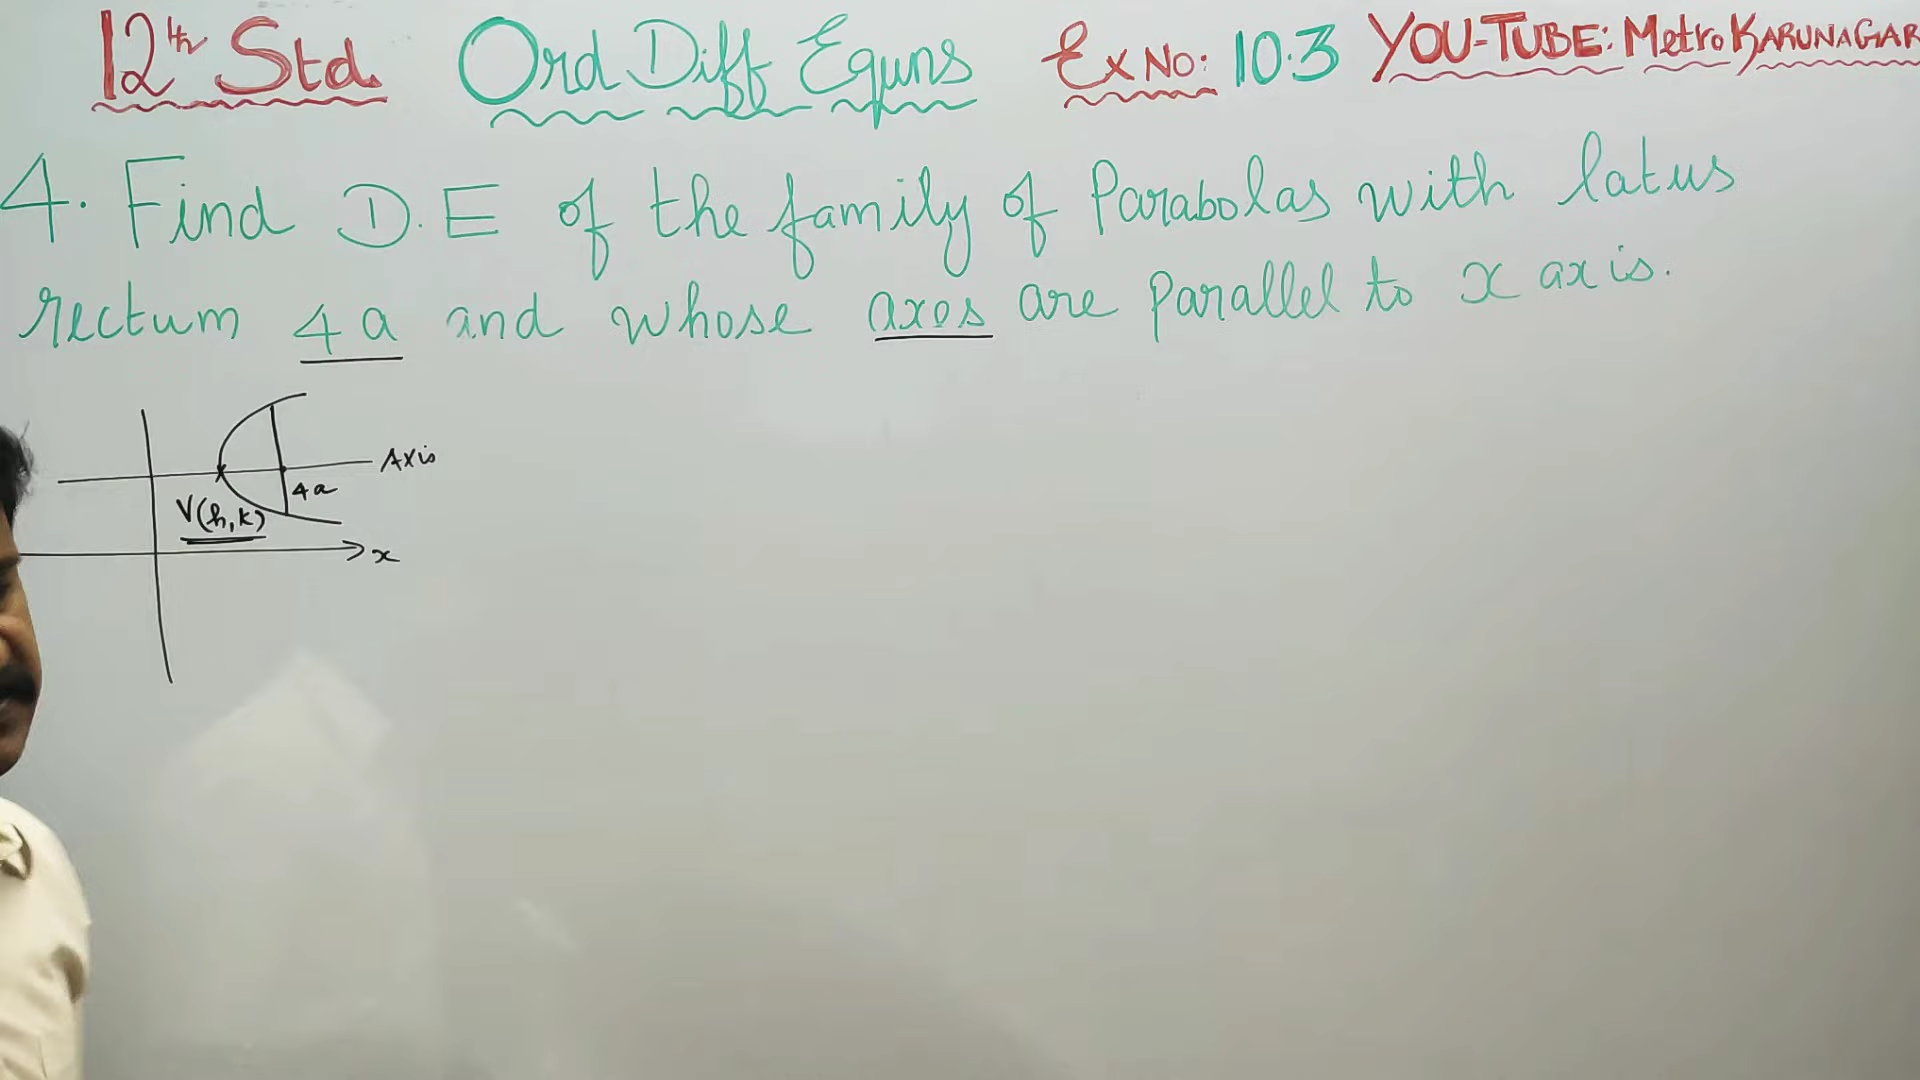 12th Std Ord Diff Equns Ex No: 10.3 YOU-TUBE: Metro KARUNAGAR
4. Find D.E of the family of Parabolas with latus
rectum 4a and whose axes are parallel to x axis.
Axis
4a
V(h,k)
x